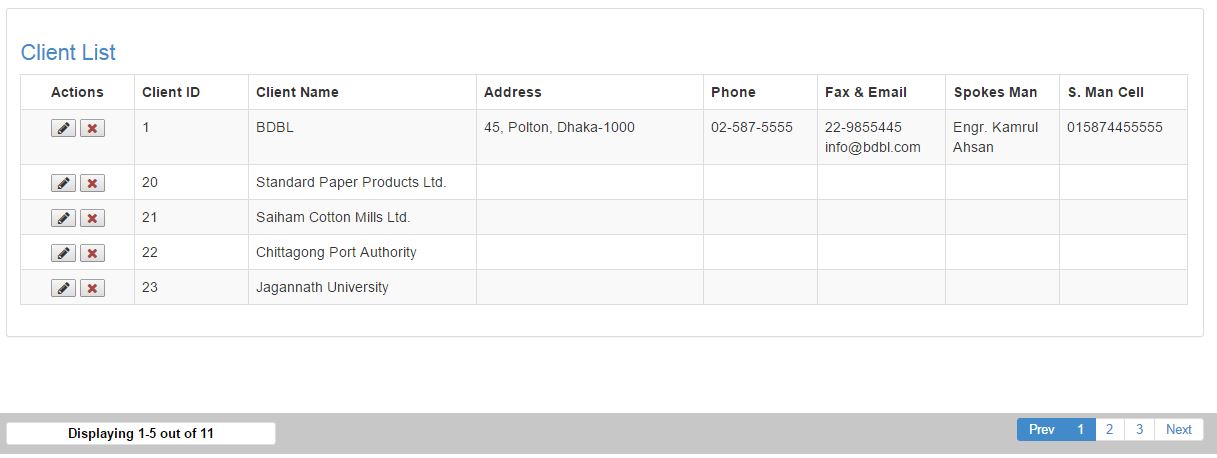 Client List
Actions Client ID Client Name Address Phone Fax & Email Spokes Man S. Man Cell
1 BDBL 45, Polton, Dhaka-1000 02-587-5555 22-9855445 Engr. Kamrul 015874455555
info@bdbl.com Ahsan
20 Standard Paper Products Ltd.
21 Saiham Cotton Mills Ltd.
22 Chittagong Port Authority
23 Jagannath University
Displaying 1-5 out of 11 Prev 1 2 3 Next